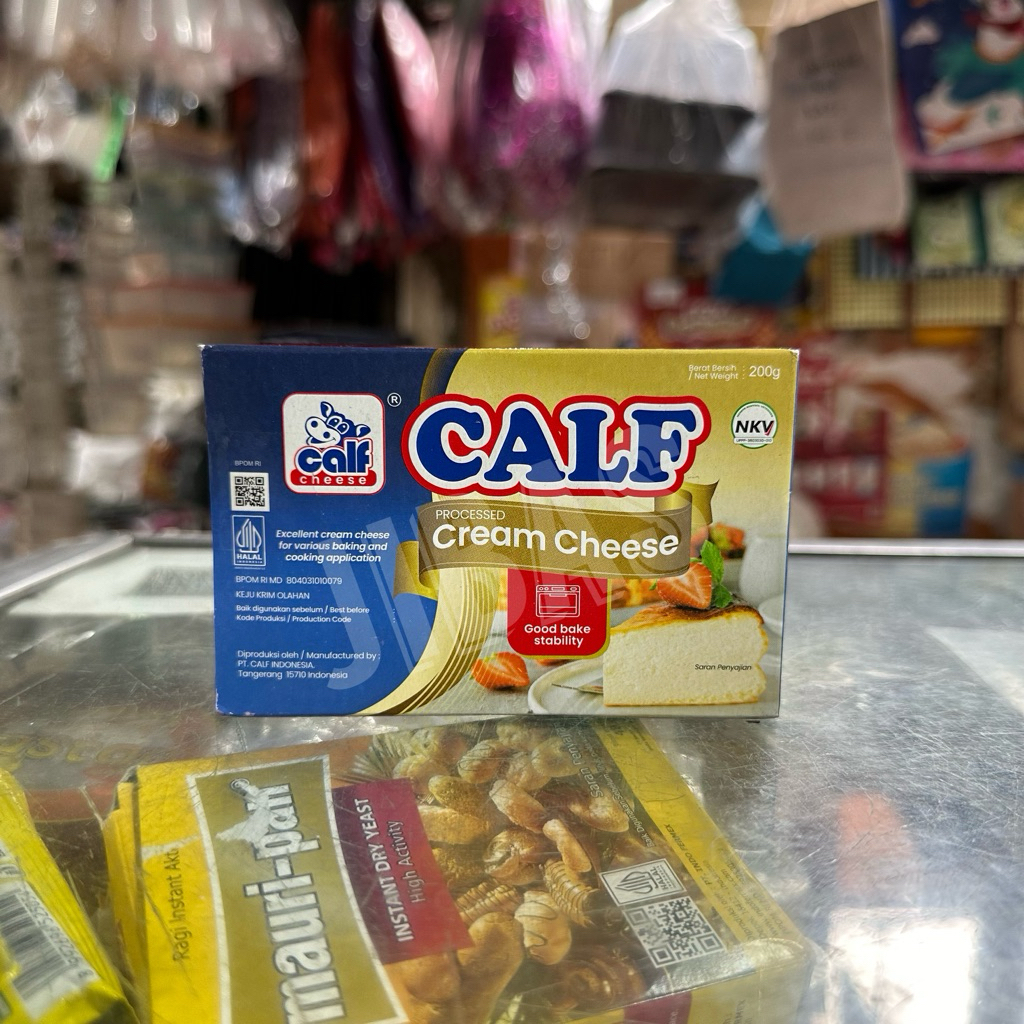 Berat Bersih
/ Net Weight : 200g
calf
cheese
®
CALF
NKV
PROCESSED
Cream Cheese
BPOM RI
HALAL
INDONESIA
Excellent cream cheese
for various baking and
cooking application
BPOM RI MD 804031010079
KEJU KRIM OLAHAN
Baik digunakan sebelum / Best before
Kode Produksi / Production Code
Diproduksi oleh / Manufactured by :
PT. CALF INDONESIA.
Tangerang 15710 Indonesia
Good bake
stability
Saran Penyajian
Ragi Instant
mauri-pan
INSTANT DRY YEAST
High Activity
HALAL
INDONESIA